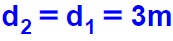 d₂ = d₁ = 3m